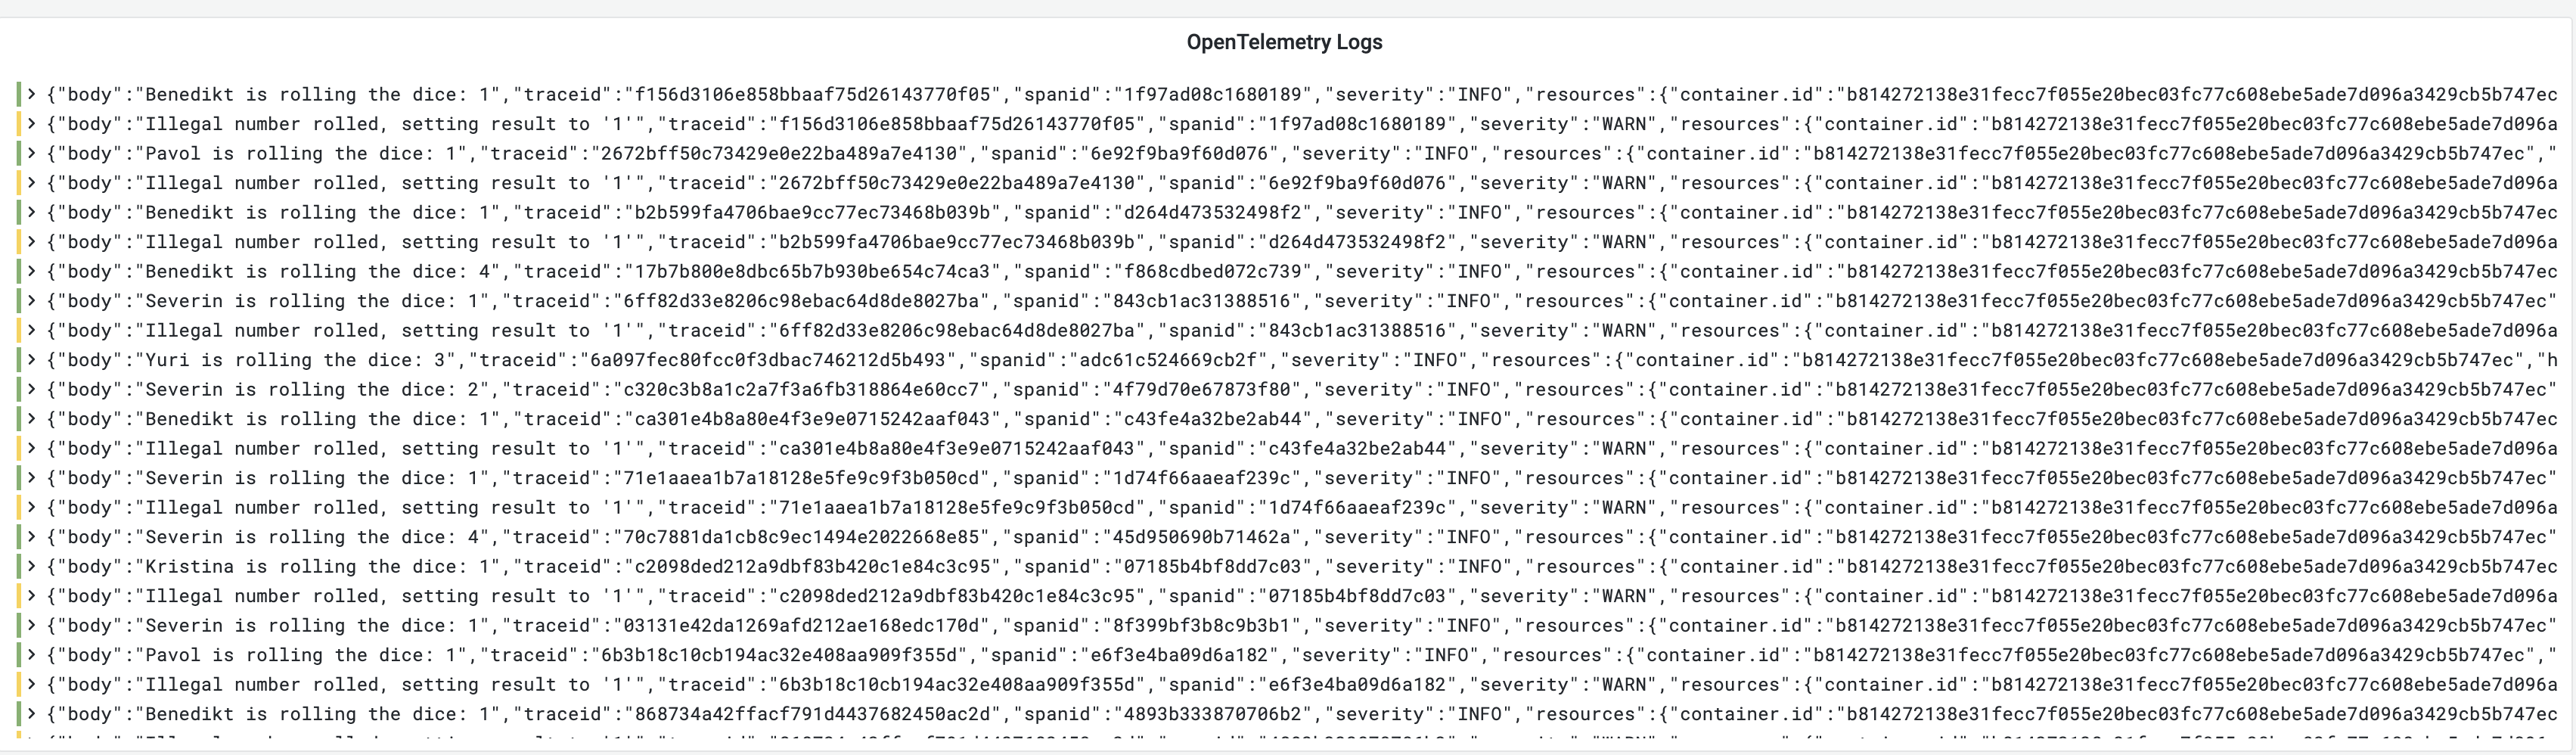 OpenTelemetry Logs
> {"body":"Benedikt is rolling the dice: 1","traceid":"f156d3106e858bbaaf75d26143770f05","spanid":"1f97ad08c1680189","severity":"INFO","resources":{"container.id":"b814272138e31fecc7f055e20bec03fc77c608ebe5ade7d096a3429cb5b747ec
> {"body":"Illegal number rolled, setting result to '1'","traceid":"f156d3106e858bbaaf75d26143770f05","spanid":"1f97ad08c1680189","severity":"WARN","resources":{"container.id":"b814272138e31fecc7f055e20bec03fc77c608ebe5ade7d096a
> {"body":"Pavol is rolling the dice: 1","traceid":"2672bff50c73429e0e22ba489a7e4130","spanid":"6e92f9ba9f60d076","severity":"INFO","resources":{"container.id":"b814272138e31fecc7f055e20bec03fc77c608ebe5ade7d096a3429cb5b747ec","
> {"body":"Illegal number rolled, setting result to '1'","traceid":"2672bff50c73429e0e22ba489a7e4130","spanid":"6e92f9ba9f60d076","severity":"WARN","resources":{"container.id":"b814272138e31fecc7f055e20bec03fc77c608ebe5ade7d096a
> {"body":"Benedikt is rolling the dice: 1","traceid":"b2b599fa4706bae9cc77ec73468b039b","spanid":"d264d473532498f2","severity":"INFO","resources":{"container.id":"b814272138e31fecc7f055e20bec03fc77c608ebe5ade7d096a3429cb5b747ec
> {"body":"Illegal number rolled, setting result to '1'","traceid":"b2b599fa4706bae9cc77ec73468b039b","spanid":"d264d473532498f2","severity":"WARN","resources":{"container.id":"b814272138e31fecc7f055e20bec03fc77c608ebe5ade7d096a
> {"body":"Benedikt is rolling the dice: 4","traceid":"17b7b800e8dbc65b7b930be654c74ca3","spanid":"f868cdbed072c739","severity":"INFO","resources":{"container.id":"b814272138e31fecc7f055e20bec03fc77c608ebe5ade7d096a3429cb5b747ec
> {"body":"Severin is rolling the dice: 1","traceid":"6ff82d33e8206c98ebac64d8de8027ba","spanid":"843cb1ac31388516","severity":"INFO","resources":{"container.id":"b814272138e31fecc7f055e20bec03fc77c608ebe5ade7d096a3429cb5b747ec"
> {"body":"Illegal number rolled, setting result to '1'","traceid":"6ff82d33e8206c98ebac64d8de8027ba","spanid":"843cb1ac31388516","severity":"WARN","resources":{"container.id":"b814272138e31fecc7f055e20bec03fc77c608ebe5ade7d096a
> {"body":"Yuri is rolling the dice: 3","traceid":"6a097fec80fcc0f3dbac746212d5b493","spanid":"adc61c524669cb2f","severity":"INFO","resources":{"container.id":"b814272138e31fecc7f055e20bec03fc77c608ebe5ade7d096a3429cb5b747ec","h
> {"body":"Severin is rolling the dice: 2","traceid":"c320c3b8a1c2a7f3a6fb318864e60cc7","spanid":"4f79d70e67873f80","severity":"INFO","resources":{"container.id":"b814272138e31fecc7f055e20bec03fc77c608ebe5ade7d096a3429cb5b747ec"
> {"body":"Benedikt is rolling the dice: 1","traceid":"ca301e4b8a80e4f3e9e0715242aaf043","spanid":"c43fe4a32be2ab44","severity":"INFO","resources":{"container.id":"b814272138e31fecc7f055e20bec03fc77c608ebe5ade7d096a3429cb5b747ec
> {"body":"Illegal number rolled, setting result to '1'","traceid":"ca301e4b8a80e4f3e9e0715242aaf043","spanid":"c43fe4a32be2ab44","severity":"WARN","resources":{"container.id":"b814272138e31fecc7f055e20bec03fc77c608ebe5ade7d096a
> {"body":"Severin is rolling the dice: 1","traceid":"71e1aaea1b7a18128e5fe9c9f3b050cd","spanid":"1d74f66aaeaf239c","severity":"INFO","resources":{"container.id":"b814272138e31fecc7f055e20bec03fc77c608ebe5ade7d096a3429cb5b747ec"
> {"body":"Illegal number rolled, setting result to '1'","traceid":"71e1aaea1b7a18128e5fe9c9f3b050cd","spanid":"1d74f66aaeaf239c","severity":"WARN","resources":{"container.id":"b814272138e31fecc7f055e20bec03fc77c608ebe5ade7d096a
> {"body":"Severin is rolling the dice: 4","traceid":"70c7881da1cb8c9ec1494e2022668e85","spanid":"45d950690b71462a","severity":"INFO","resources":{"container.id":"b814272138e31fecc7f055e20bec03fc77c608ebe5ade7d096a3429cb5b747ec"
> {"body":"Kristina is rolling the dice: 1","traceid":"c2098ded212a9dbf83b420c1e84c3c95","spanid":"07185b4bf8dd7c03","severity":"INFO","resources":{"container.id":"b814272138e31fecc7f055e20bec03fc77c608ebe5ade7d096a3429cb5b747ec
> {"body":"Illegal number rolled, setting result to '1'","traceid":"c2098ded212a9dbf83b420c1e84c3c95","spanid":"07185b4bf8dd7c03","severity":"WARN","resources":{"container.id":"b814272138e31fecc7f055e20bec03fc77c608ebe5ade7d096a
> {"body":"Severin is rolling the dice: 1","traceid":"03131e42da1269afd212ae168edc170d","spanid":"8f399bf3b8c9b3b1","severity":"INFO","resources":{"container.id":"b814272138e31fecc7f055e20bec03fc77c608ebe5ade7d096a3429cb5b747ec"
> {"body":"Pavol is rolling the dice: 1","traceid":"6b3b18c10cb194ac32e408aa909f355d","spanid":"e6f3e4ba09d6a182","severity":"INFO","resources":{"container.id":"b814272138e31fecc7f055e20bec03fc77c608ebe5ade7d096a3429cb5b747ec","
> {"body":"Illegal number rolled, setting result to '1'","traceid":"6b3b18c10cb194ac32e408aa909f355d","spanid":"e6f3e4ba09d6a182","severity":"WARN","resources":{"container.id":"b814272138e31fecc7f055e20bec03fc77c608ebe5ade7d096a
> {"body":"Benedikt is rolling the dice: 1","traceid":"868734a42ffacf791d4437682450ac2d","spanid":"4893b333870706b2","severity":"INFO","resources":{"container.id":"b814272138e31fecc7f055e20bec03fc77c608ebe5ade7d096a3429cb5b747ec